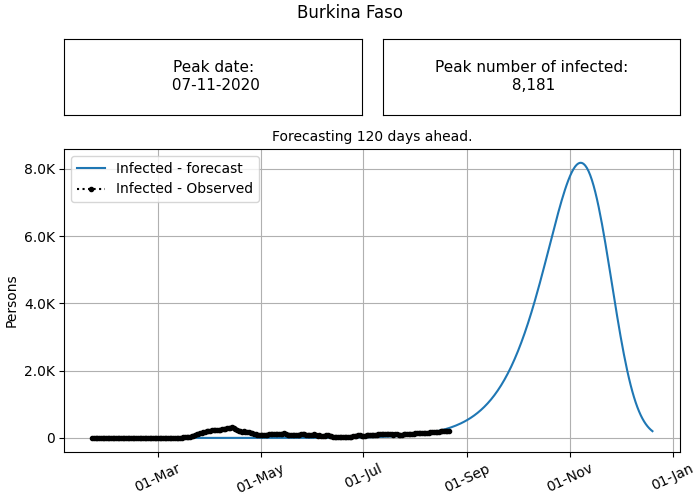 Burkina Faso
Peak date:
07-11-2020
Peak number of infected:
8,181
Forecasting 120 days ahead.
Infected - forecast
Infected - Observed
8.0K
6.0K
4.0K
2.0K
0
Persons
01-Mar
01-May
01-Jul
01-Sep
01-Nov
01-Jan